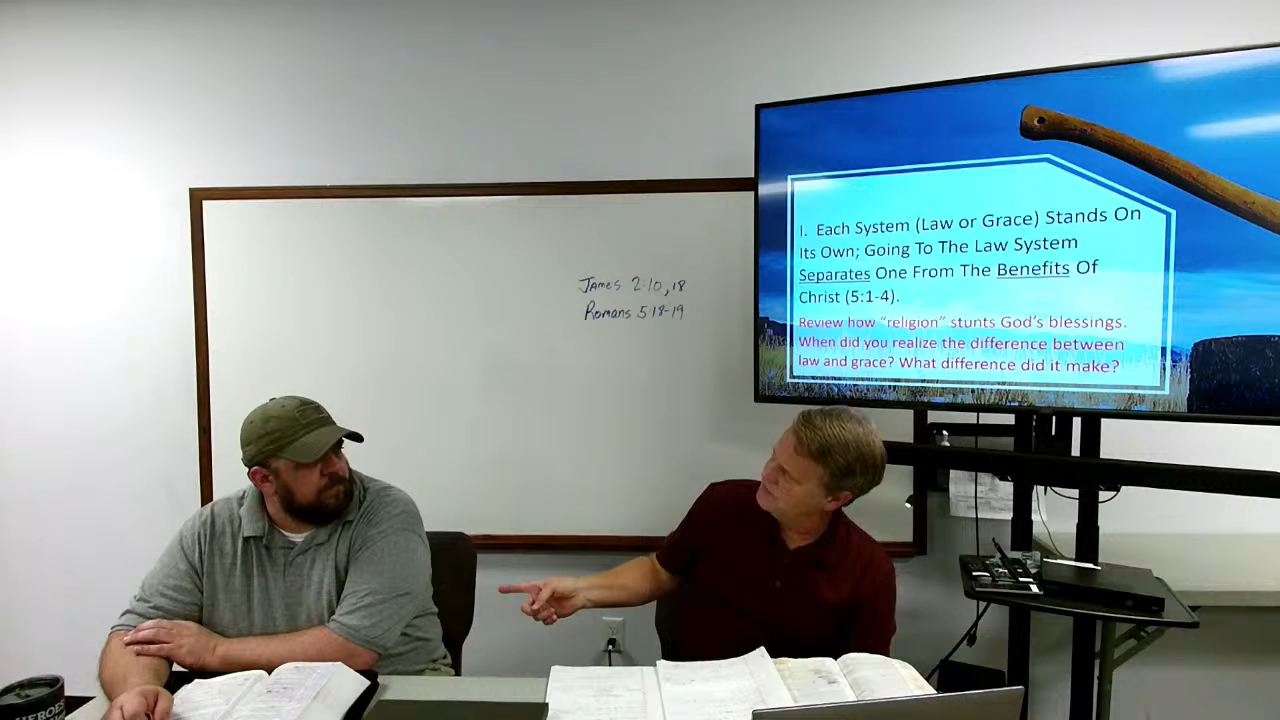 James 2:10,18
Romans 5:18-19
I. Each System (Law or Grace) Stands On
Its Own; Going To The Law System
Separates One From The Benefits Of
Christ (5:1-4).
Review how "religion" stunts God's blessings.
When did you realize the difference between
law and grace? What difference did it make?
HEROES